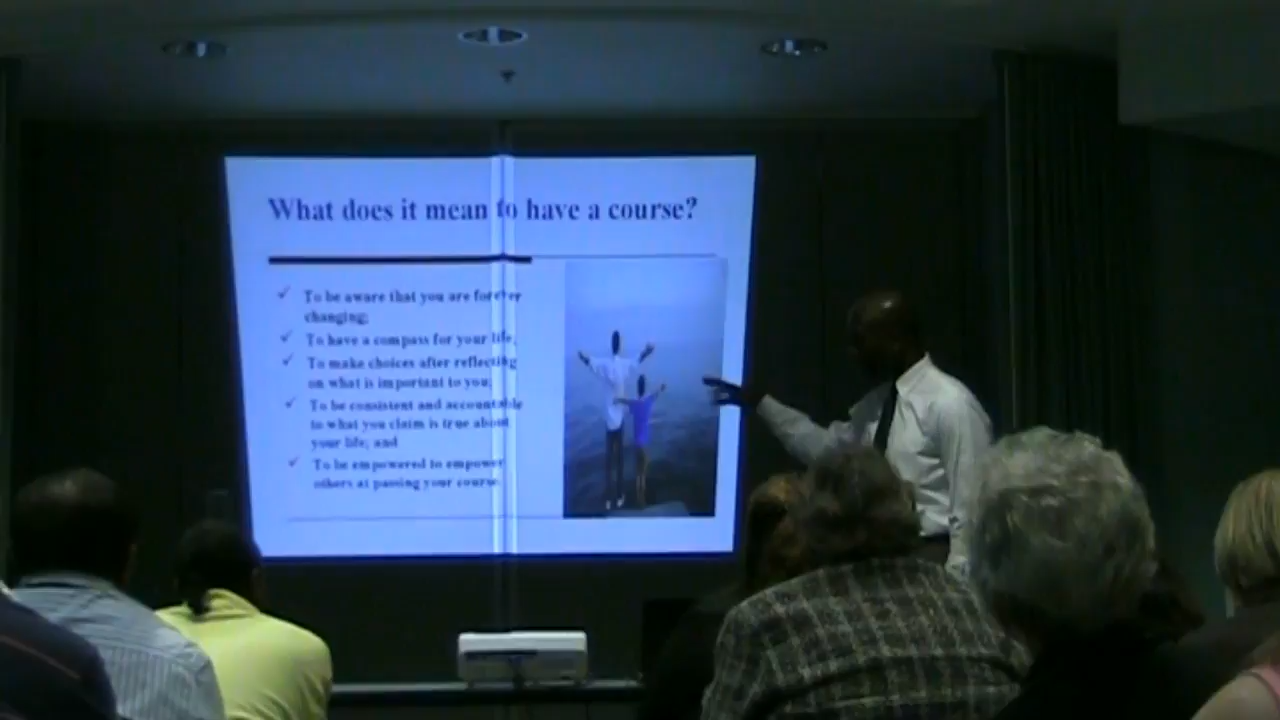 What does it mean to have a course?
To be aware that you are forever
changing;
To have a compass for your life;
To make choices after reflecting
on what is important to you;
To be consistent and accountable
to what you claim is true about
your life; and
To be empowered to empower
others at passing your course.